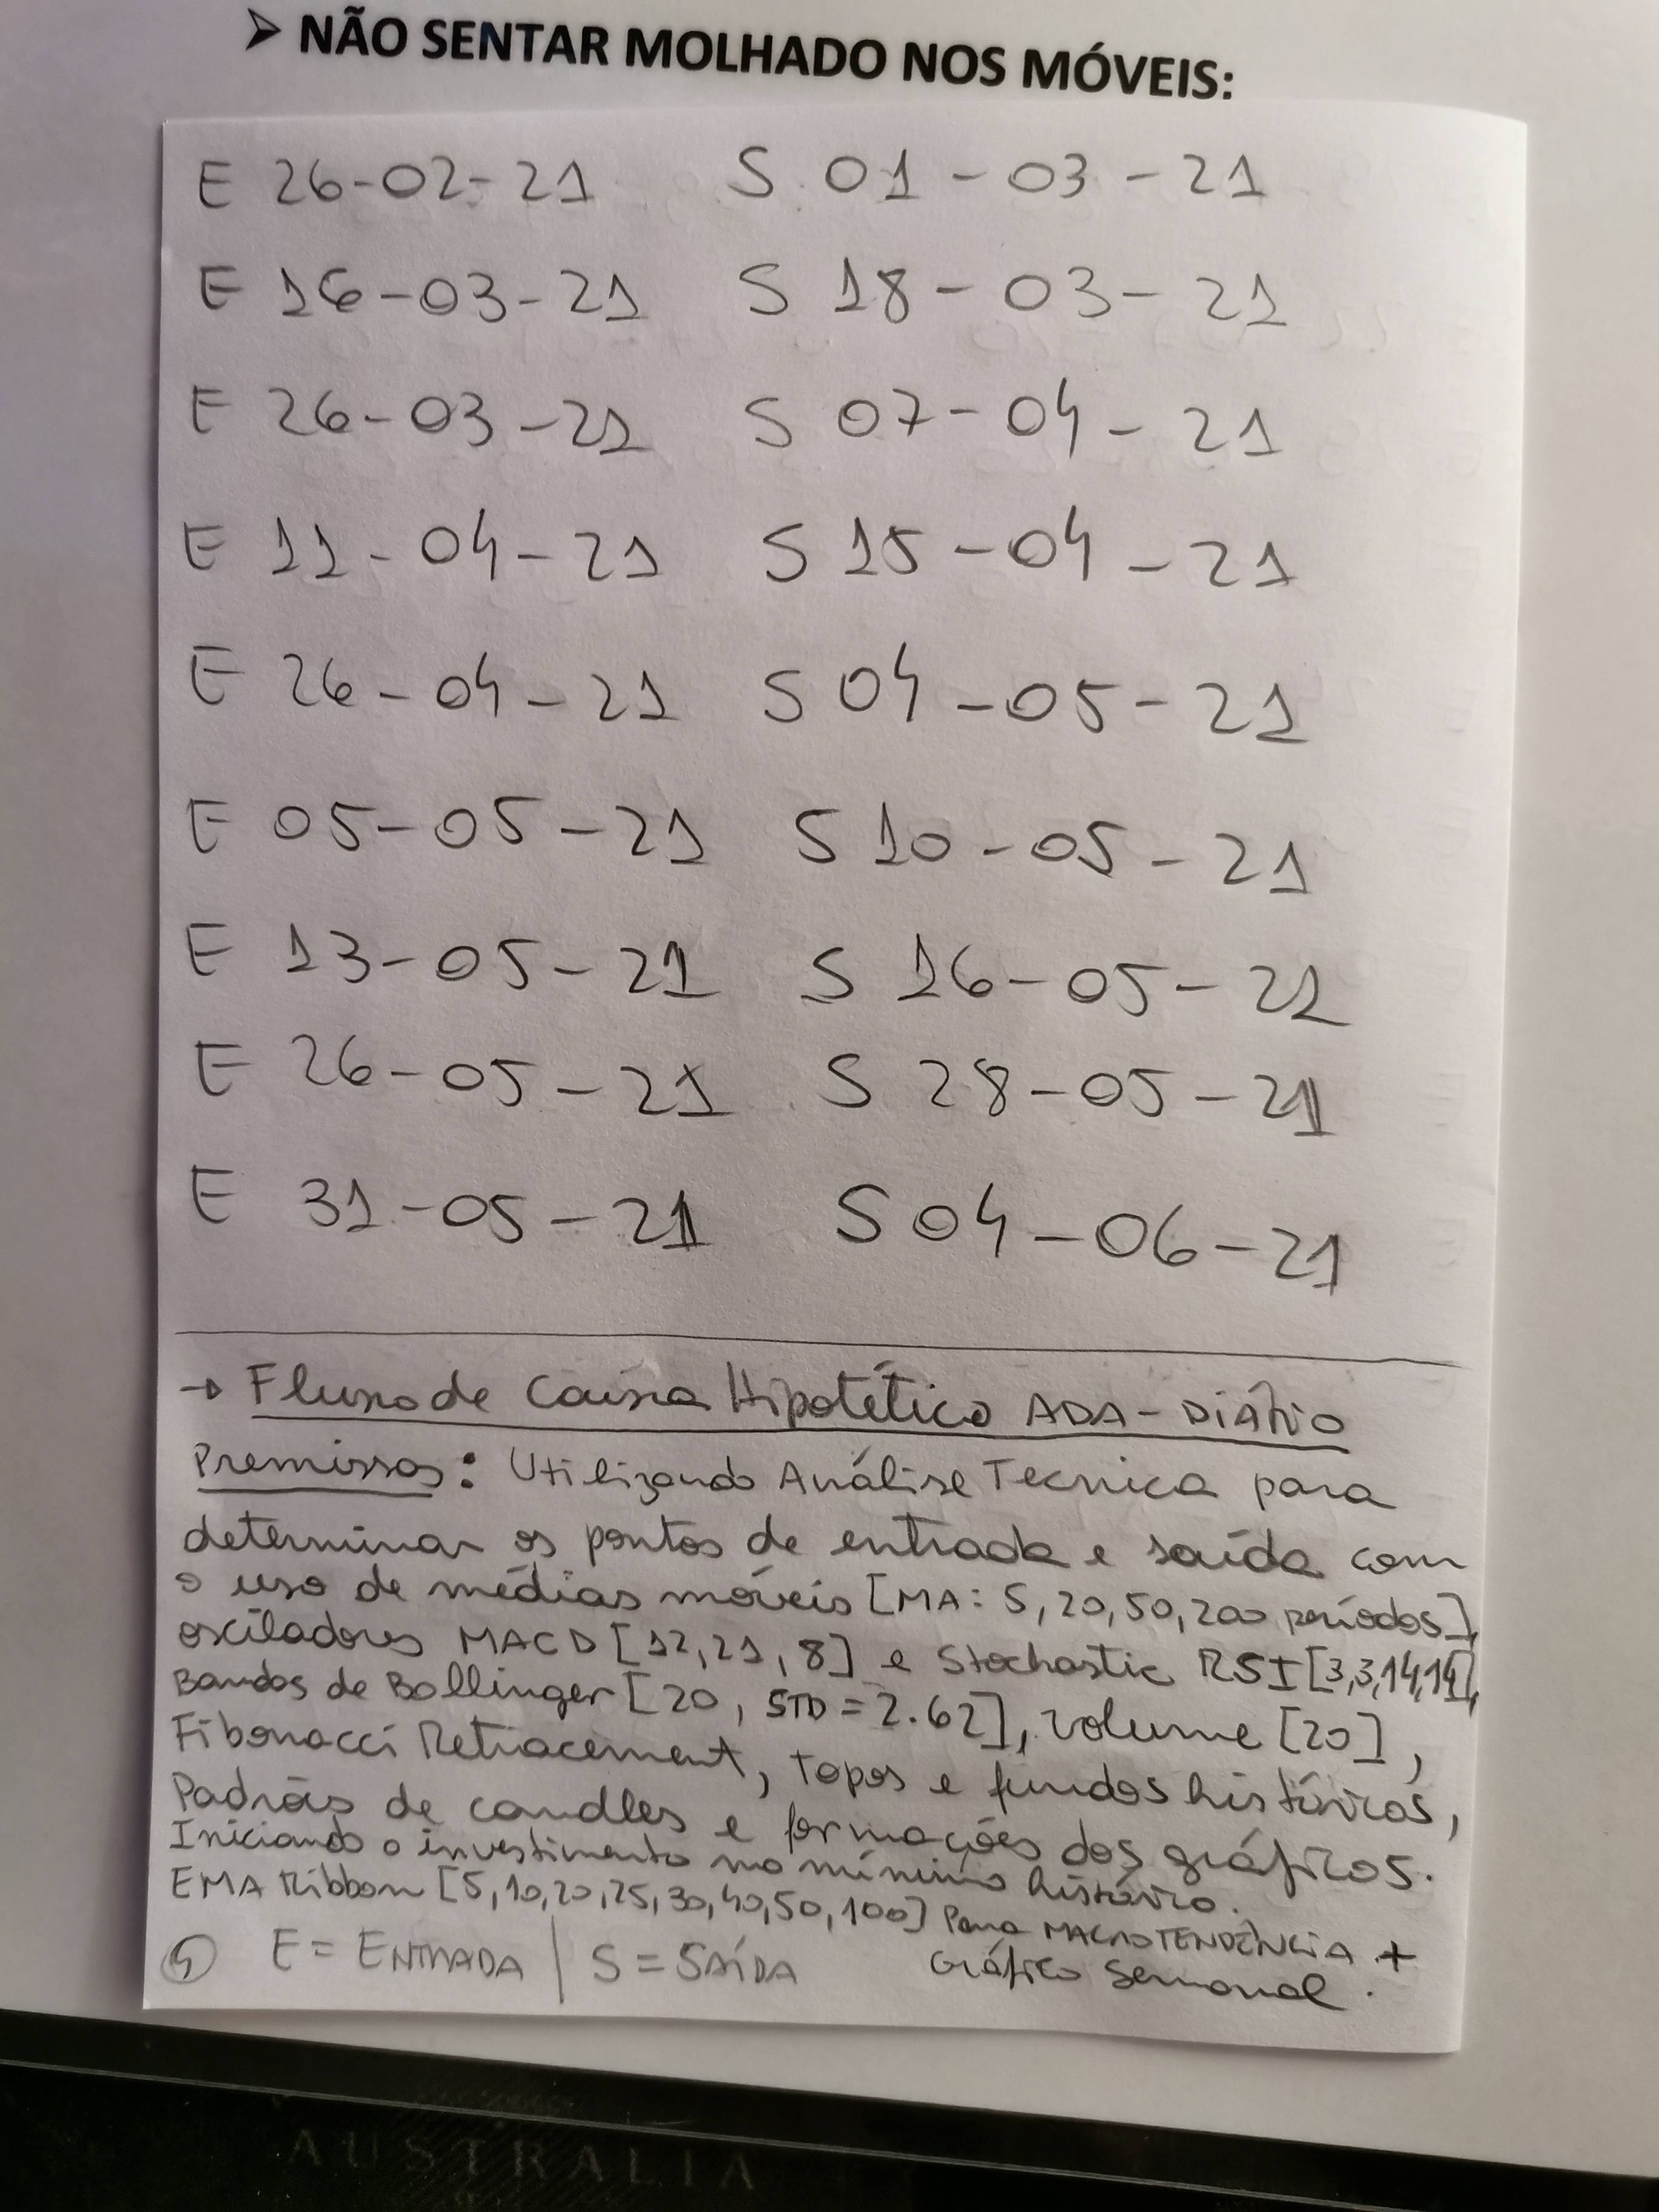 ➢ NÃO SENTAR MOLHADO NOS MÓVEIS:
E 26-02-21 S 01-03-21
E 16-03-21 S 18-03-21
E 26-03-21 S 07-04-21
E 11-04-21 S 15-04-21
E 26-04-21 S 04-05-21
E 05-05-21 S 10-05-21
E 13-05-21 S 16-05-21
E 26-05-21 S 28-05-21
E 31-05-21 S 04-06-21
→ Fluxo de Caixa Hipotético ADA-DIÁRIO
Premissas: Utilizando Análise Tecnica para
determinar os pontos de entrada e saída com
o uso de médias móveis [MA: 5, 20, 50, 200 períodos],
osciladores MACD [12, 21, 8] e Stochastic RSI [3,3,14,14],
Bandas de Bollinger [20, STD = 2.62], volume [20],
Fibonacci Retracement, Topos e fundos históricos,
Padrões de candles e formações dos gráficos.
Iniciando o investimento no mínimo histórico.
EMA Ribbon [5, 10, 20, 25, 30, 40, 50, 100] Para MACROTENDÊNCIA +
Gráfico Semanal.
E = ENTRADA | S = SAÍDA
AUSTRALIA